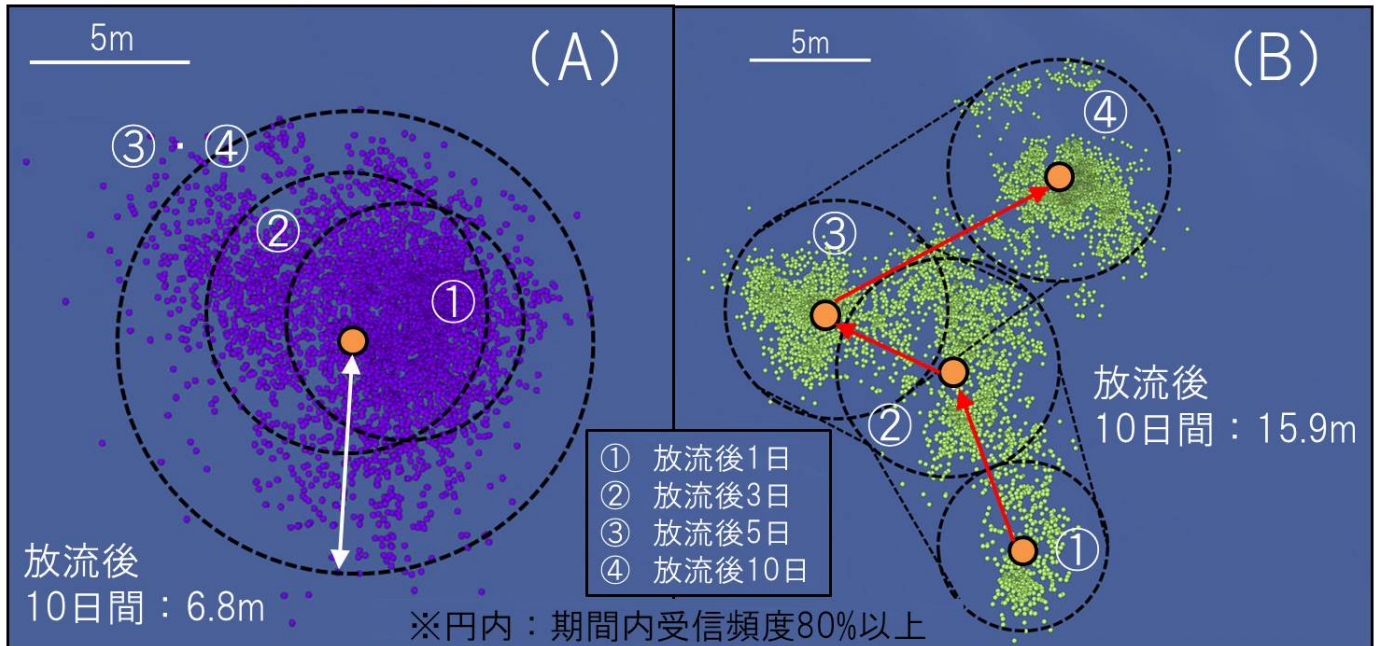 5m
(A)
③・④
②
①
放流後
10日間：6.8m
5m
(B)
④
③
②
①
放流後
10日間：15.9m
① 放流後1日
② 放流後3日
③ 放流後5日
④ 放流後10日
※円内：期間内受信頻度80%以上